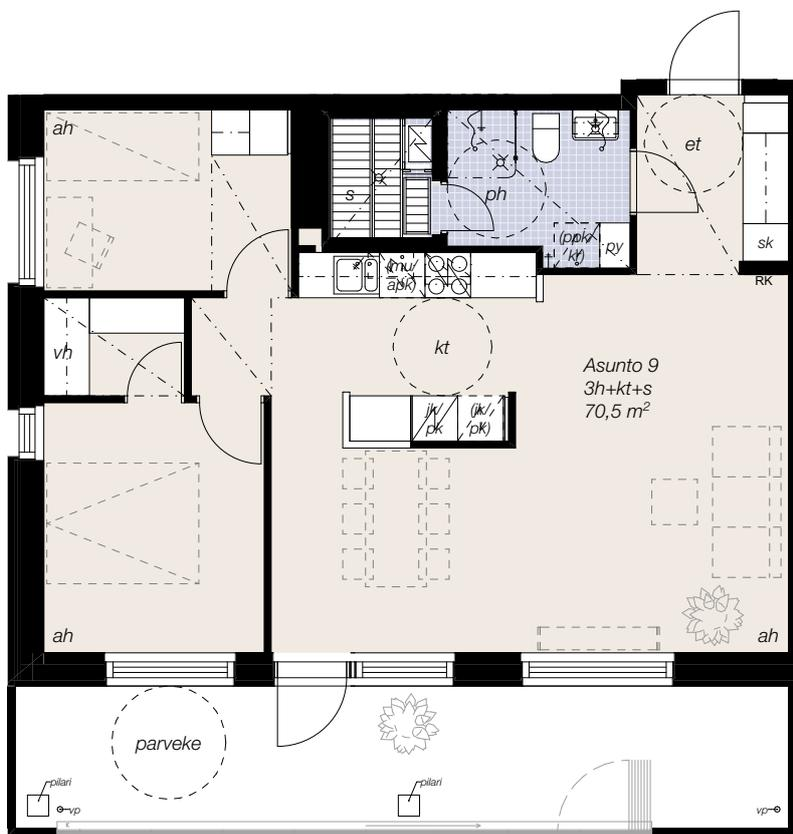 et
ah
s
ph
(ppk/
kr)
py
sk
RK
(mu/
apk)
vh
kt
Asunto 9
3h+kt+s
70,5 m²
jk/
pk
(jk/
pk)
ah
ah
parveke
pilari
pilari
vp
vp